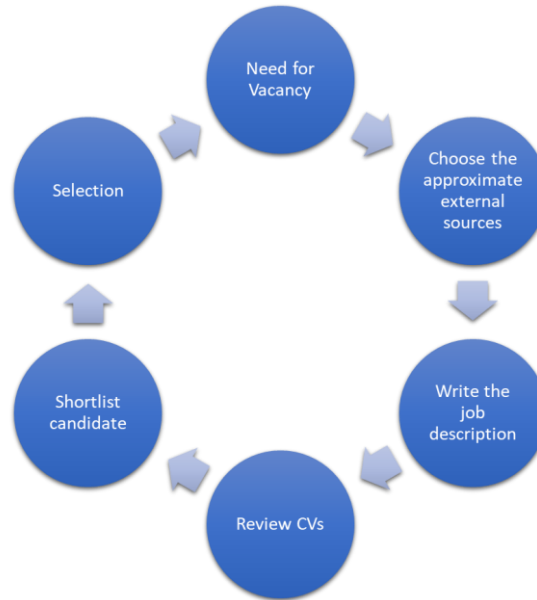 Need for
Vacancy
Choose the
approximate
external
sources
Write the
job
description
Review CVs
Shortlist
candidate
Selection